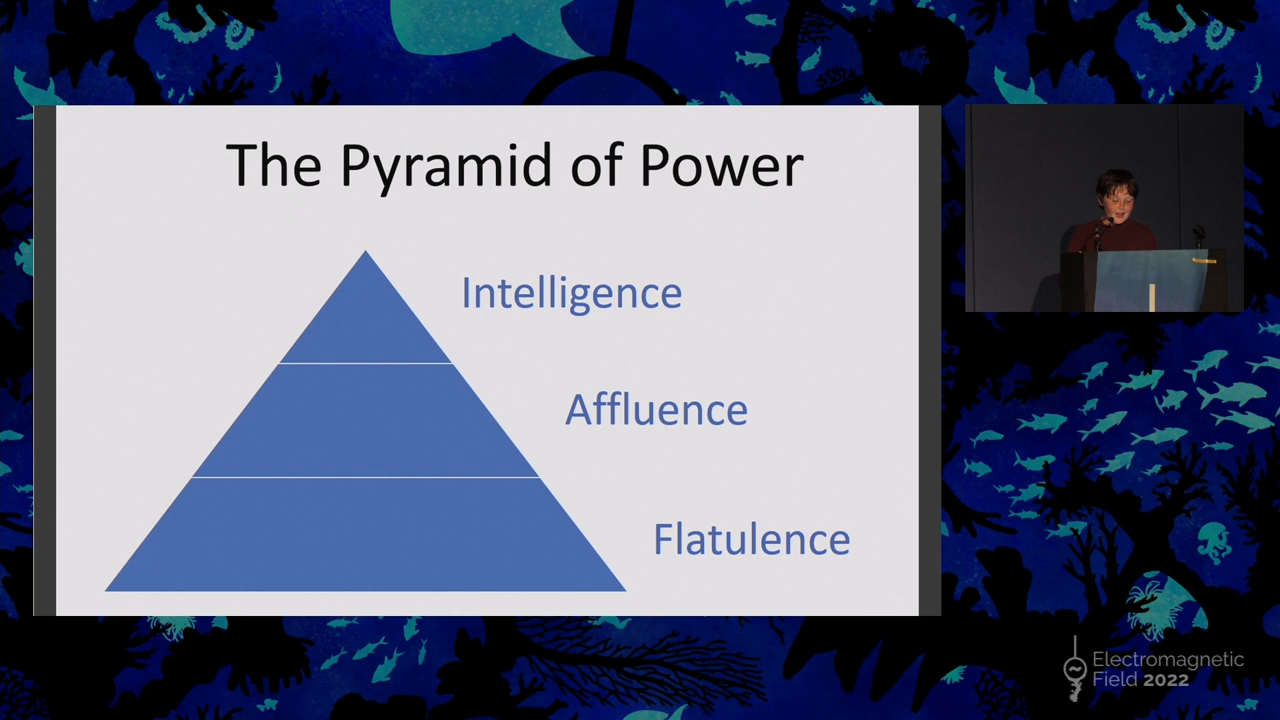 The Pyramid of Power
Intelligence
Affluence
Flatulence
Electromagnetic
Field 2022